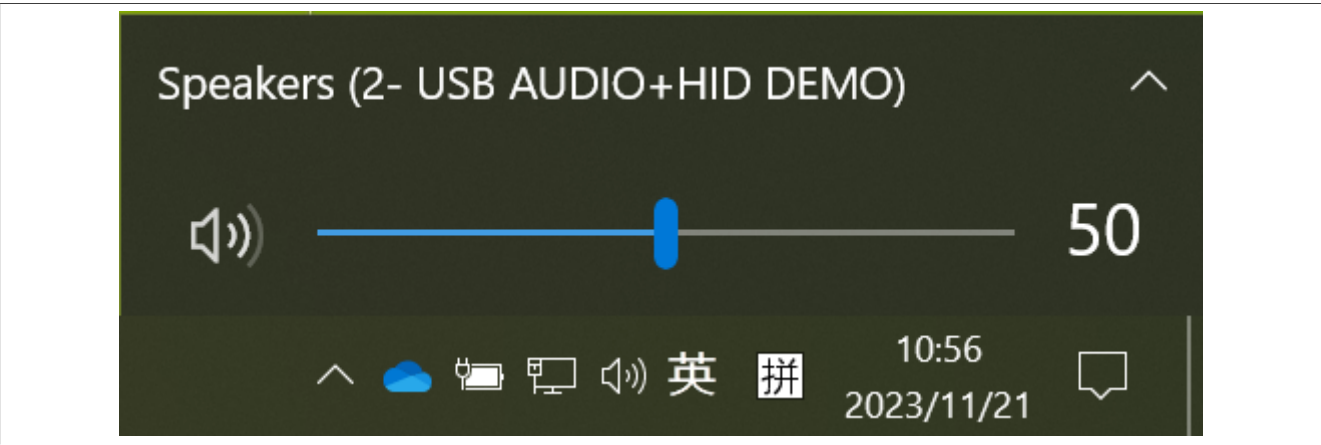 Speakers (2- USB AUDIO+HID DEMO)
50
英 拼 10:56
2023/11/21